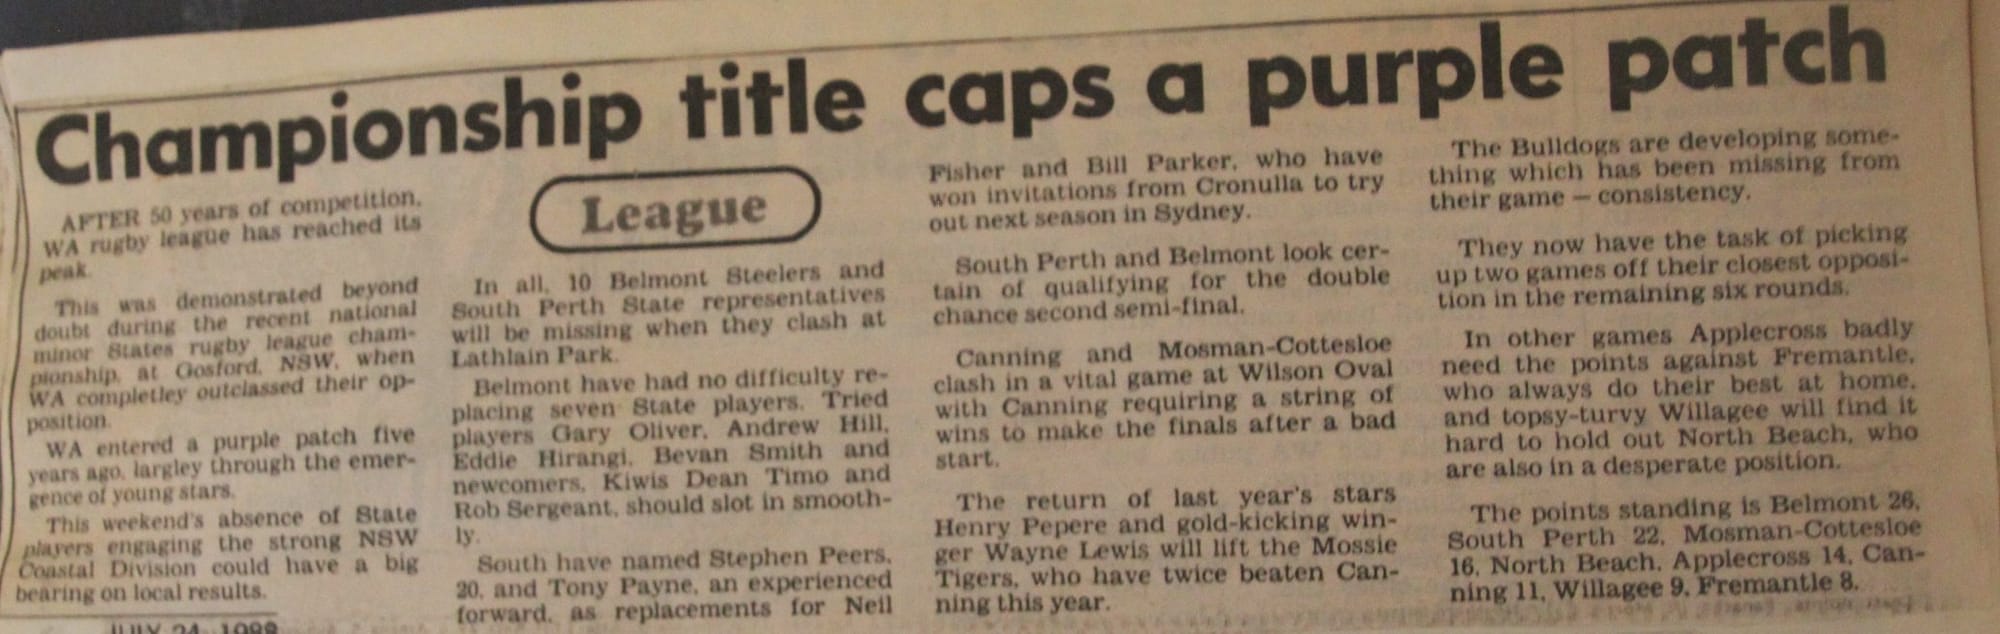 Championship title caps a purple patch
AFTER 50 years of competition,
WA rugby league has reached its
peak.
This was demonstrated beyond
doubt during the recent national
minor States rugby league cham-
pionship, at Gosford, NSW, when
WA completley outclassed their op-
position.
WA entered a purple patch five
years ago, largley through the emer-
gence of young stars.
This weekend's absence of State
players engaging the strong NSW
Coastal Division could have a big
bearing on local results.
JULY 24, 1988
League
In all, 10 Belmont Steelers and
South Perth State representatives
will be missing when they clash at
Lathlain Park.
Belmont have had no difficulty re-
placing seven State players. Tried
players Gary Oliver, Andrew Hill,
Eddie Hirangi, Bevan Smith and
newcomers, Kiwis Dean Timo and
Rob Sergeant, should slot in smooth-
ly.
South have named Stephen Peers,
20, and Tony Payne, an experienced
forward, as replacements for Neil
Fisher and Bill Parker, who have
won invitations from Cronulla to try
out next season in Sydney.
South Perth and Belmont look cer-
tain of qualifying for the double
chance second semi-final.
Canning and Mosman-Cottesloe
clash in a vital game at Wilson Oval
with Canning requiring a string of
wins to make the finals after a bad
start.
The return of last year's stars
Henry Pepere and gold-kicking win-
ger Wayne Lewis will lift the Mossie
Tigers, who have twice beaten Can-
ning this year.
The Bulldogs are developing some-
thing which has been missing from
their game — consistency.
They now have the task of picking
up two games off their closest opposi-
tion in the remaining six rounds.
In other games Applecross badly
need the points against Fremantle,
who always do their best at home,
and topsy-turvy Willagee will find it
hard to hold out North Beach, who
are also in a desperate position.
The points standing is Belmont 26,
South Perth 22, Mosman-Cottesloe
16, North Beach, Applecross 14, Can-
ning 11, Willagee 9, Fremantle 8.